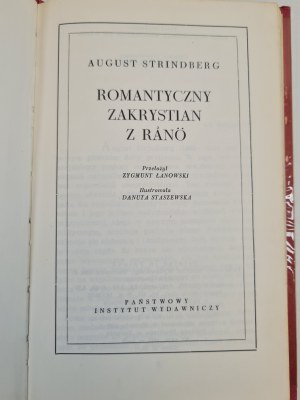 AUGUST STRINDBERG
ROMANTYCZNY
ZAKRYSTIAN
Z RÅNÖ
Przełożył
ZYGMUNT ŁANOWSKI
Ilustrowała
DANUTA STASZEWSKA
PAŃSTWOWY
INSTYTUT WYDAWNICZY